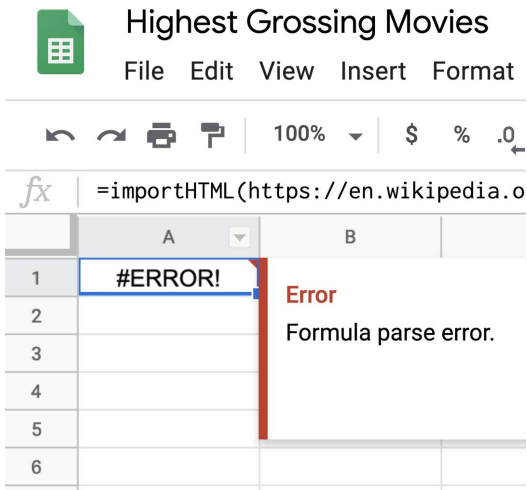 Highest Grossing Movies
File Edit View Insert Format
100% $ % .0
fx =importHTML(https://en.wikipedia.o
A B
1 #ERROR!
Error
2
Formula parse error.
3
4
5
6